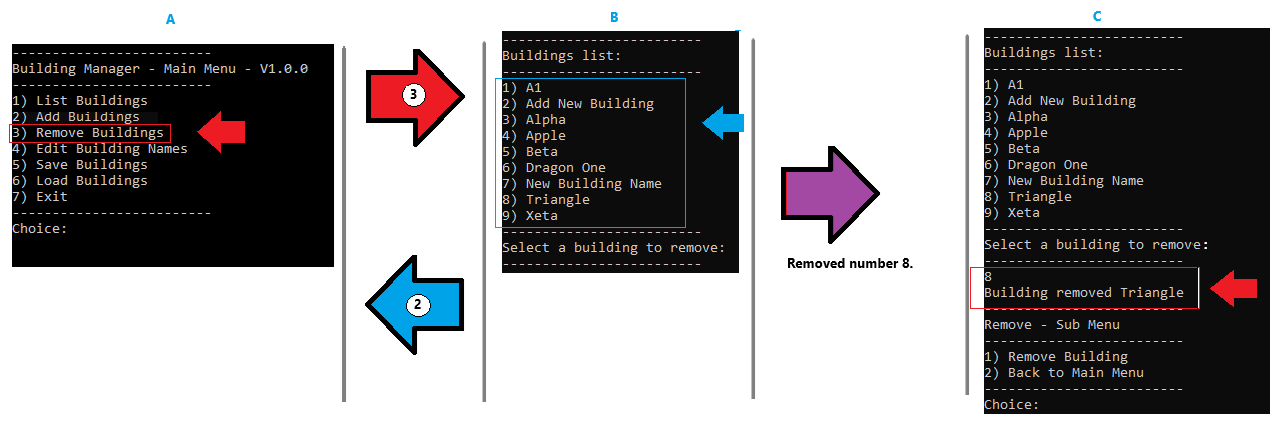 A
---------------------------
Building Manager - Main Menu - V1.0.0
---------------------------
1) List Buildings
2) Add Buildings
3) Remove Buildings
4) Edit Building Names
5) Save Buildings
6) Load Buildings
7) Exit
---------------------------
Choice:
3
2
B
---------------------------
Buildings list:
---------------------------
1) A1
2) Add New Building
3) Alpha
4) Apple
5) Beta
6) Dragon One
7) New Building Name
8) Triangle
9) Xeta
---------------------------
Select a building to remove:
---------------------------
Removed number 8.
C
---------------------------
Buildings list:
---------------------------
1) A1
2) Add New Building
3) Alpha
4) Apple
5) Beta
6) Dragon One
7) New Building Name
8) Triangle
9) Xeta
---------------------------
Select a building to remove:
---------------------------
8
Building removed Triangle
---------------------------
Remove - Sub Menu
---------------------------
1) Remove Building
2) Back to Main Menu
---------------------------
Choice: